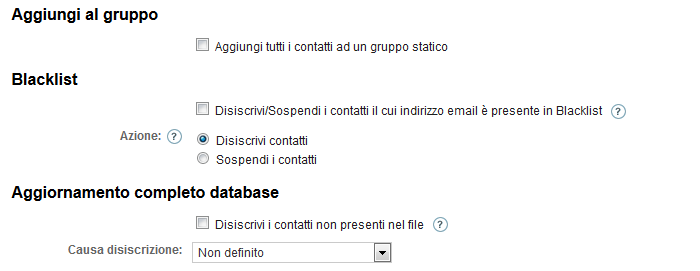 Aggiungi al gruppo
Aggiungi tutti i contatti ad un gruppo statico
Blacklist
Disiscrivi/Sospendi i contatti il cui indirizzo email è presente in Blacklist ?
Azione: ? Disiscrivi contatti
Sospendi i contatti
Aggiornamento completo database
Disiscrivi i contatti non presenti nel file ?
Causa disiscrizione: Non definito